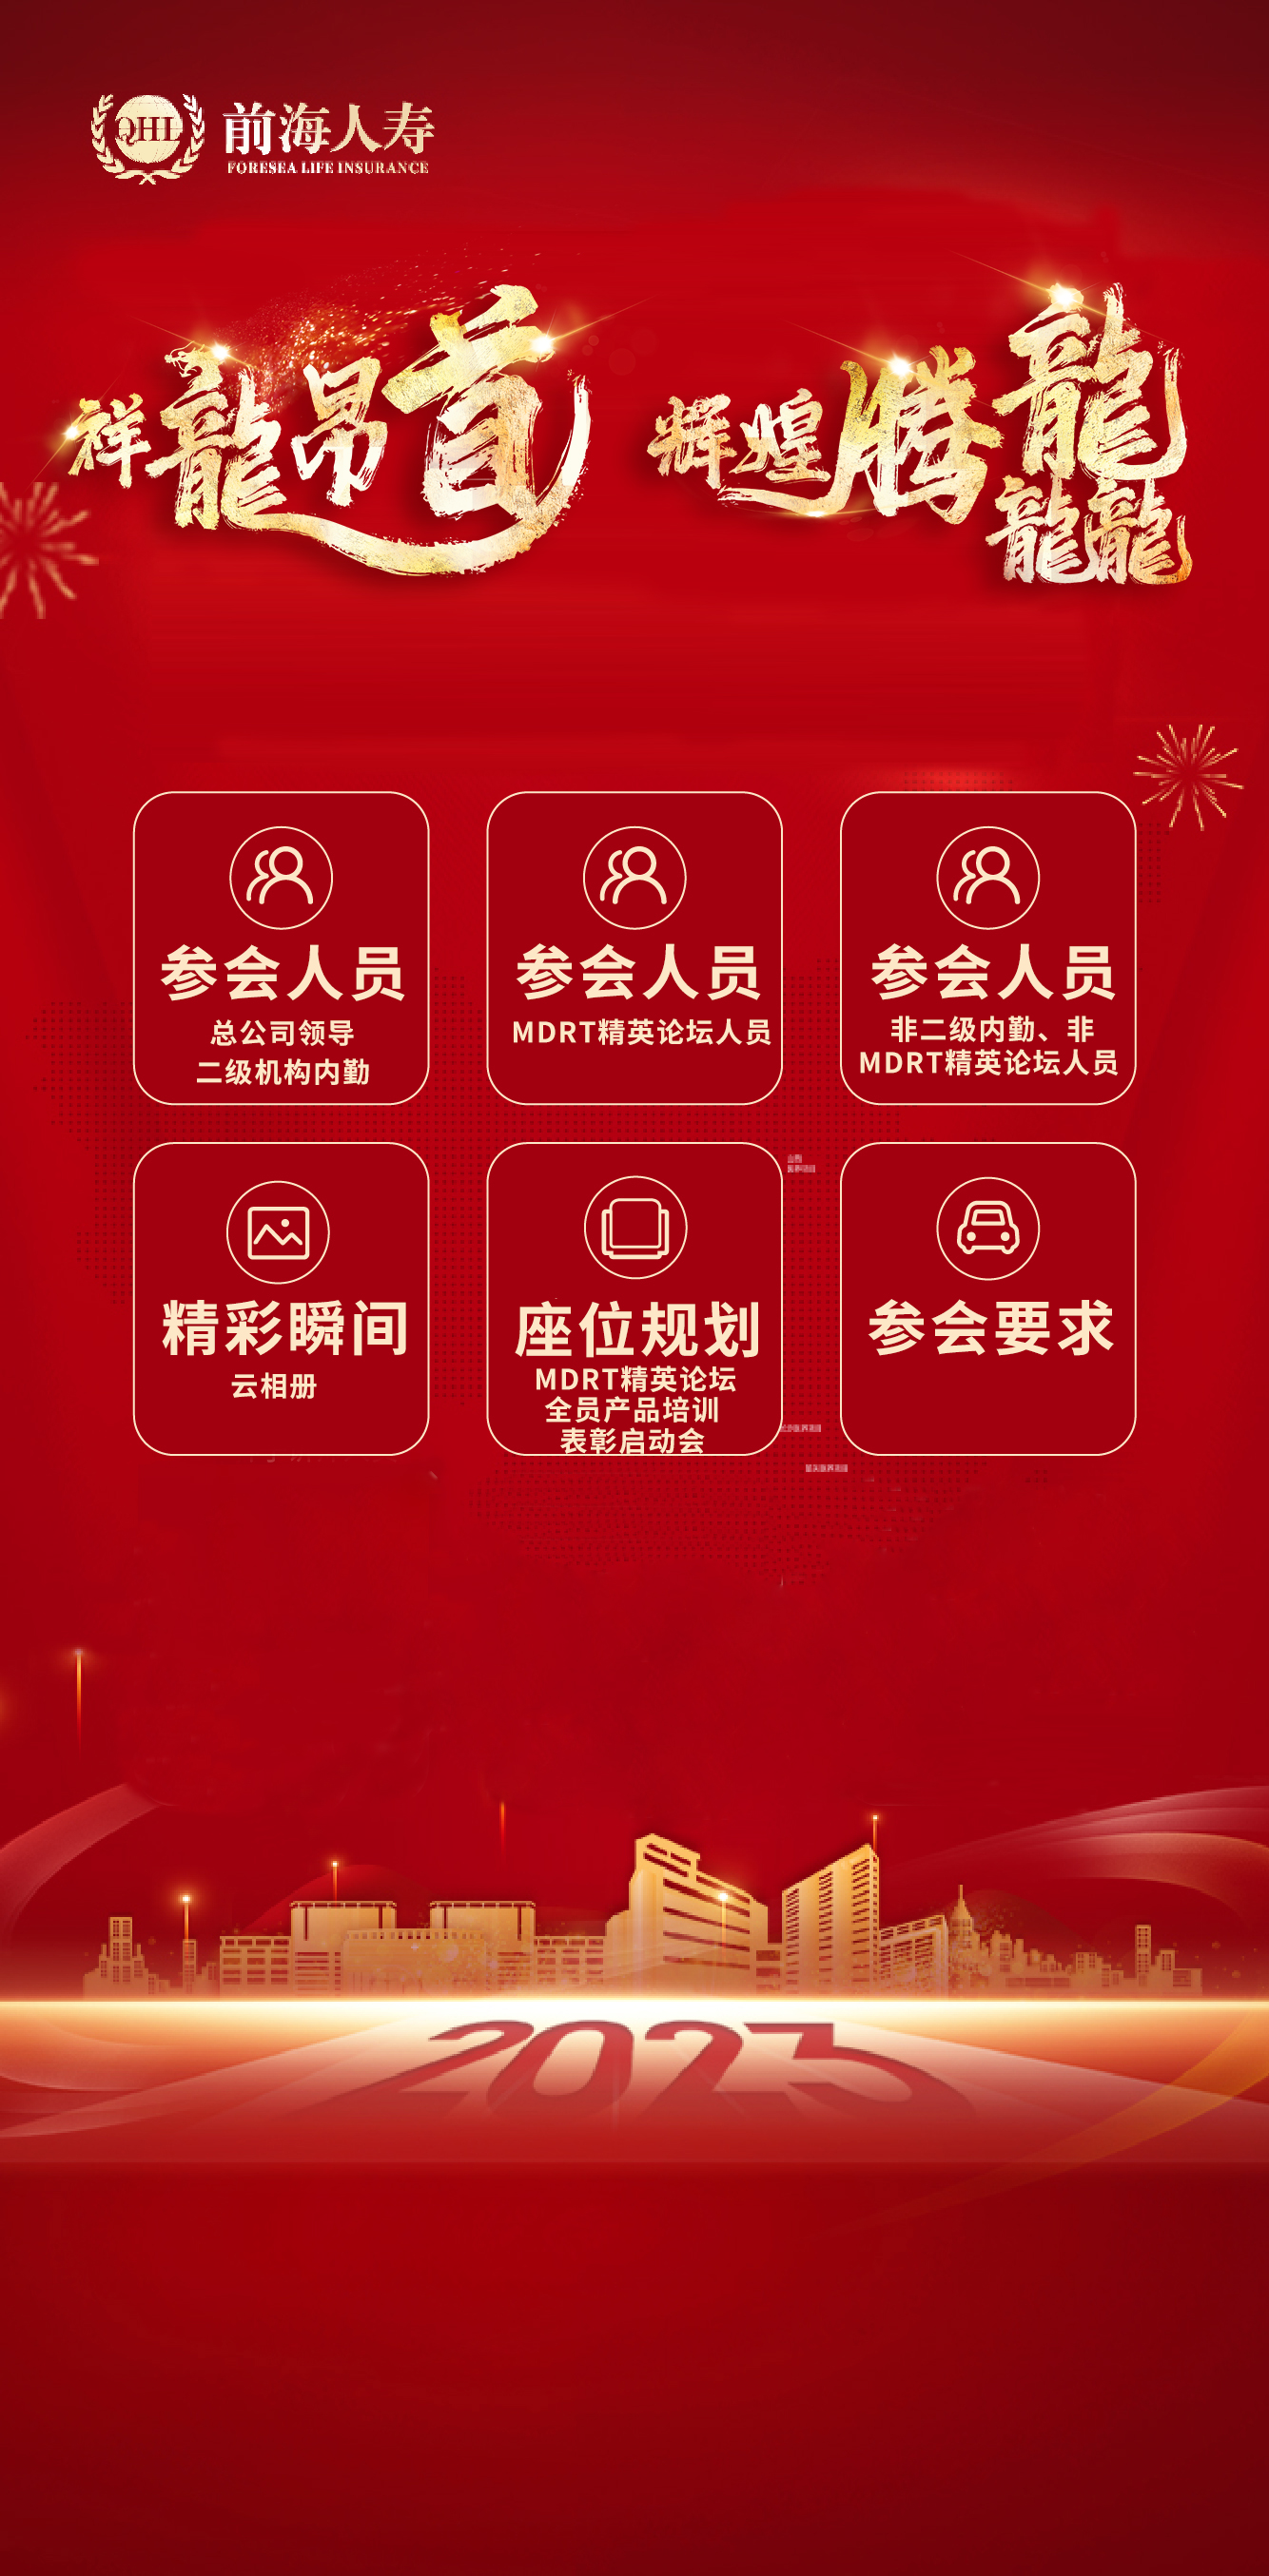 QHL
前海人寿
FORESEA LIFE INSURANCE
祥龍昂首
辉煌腾龍
龍龍
参会人员
总公司领导
二级机构内勤
参会人员
MDRT精英论坛人员
参会人员
非二级内勤、非
MDRT精英论坛人员
精彩瞬间
云相册
座位规划
MDRT精英论坛
全员产品培训
表彰启动会
参会要求
2023